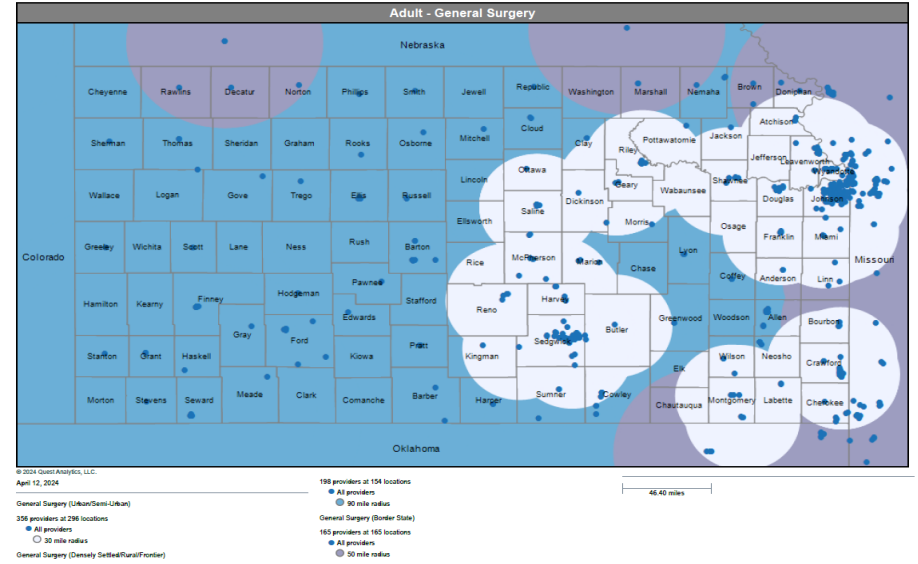 Adult - General Surgery
Nebraska
Cheyenne Rawlins Decatur Norton Phillips Smith Jewell Republic Washington Marshall Nemaha Brown Doniphan
Atchison
Sherman Thomas Sheridan Graham Rooks Osborne Mitchell Cloud Clay Riley Pottawatomie Jackson
Jefferson Leavenworth
Wyandotte
Wallace Logan Gove Trego Ellis Russell Lincoln Ottawa Geary Wabaunsee Shawnee Douglas Johnson
Saline Dickinson Morris Osage
Ellsworth
Colorado Greeley Wichita Scott Lane Ness Rush Barton Rice McPherson Marion Chase Lyon Franklin Miami Missouri
Coffey Anderson Linn
Hamilton Kearny Finney Hodgeman Pawnee Stafford Reno Harvey
Edwards Greenwood Woodson Allen Bourbon
Gray Ford Butler
Sedgwick
Stanton Grant Haskell Kiowa Pratt Kingman Elk Wilson Neosho Crawford
Morton Stevens Seward Meade Clark Comanche Barber Harper Sumner Cowley Chautauqua Montgomery Labette Cherokee
Oklahoma
© 2024 Quest Analytics, LLC.
April 12, 2024
General Surgery (Urban/Semi-Urban)
356 providers at 296 locations
All providers
30 mile radius
General Surgery (Densely Settled/Rural/Frontier)
198 providers at 154 locations
All providers
90 mile radius
General Surgery (Border State)
165 providers at 165 locations
All providers
50 mile radius
46.40 miles